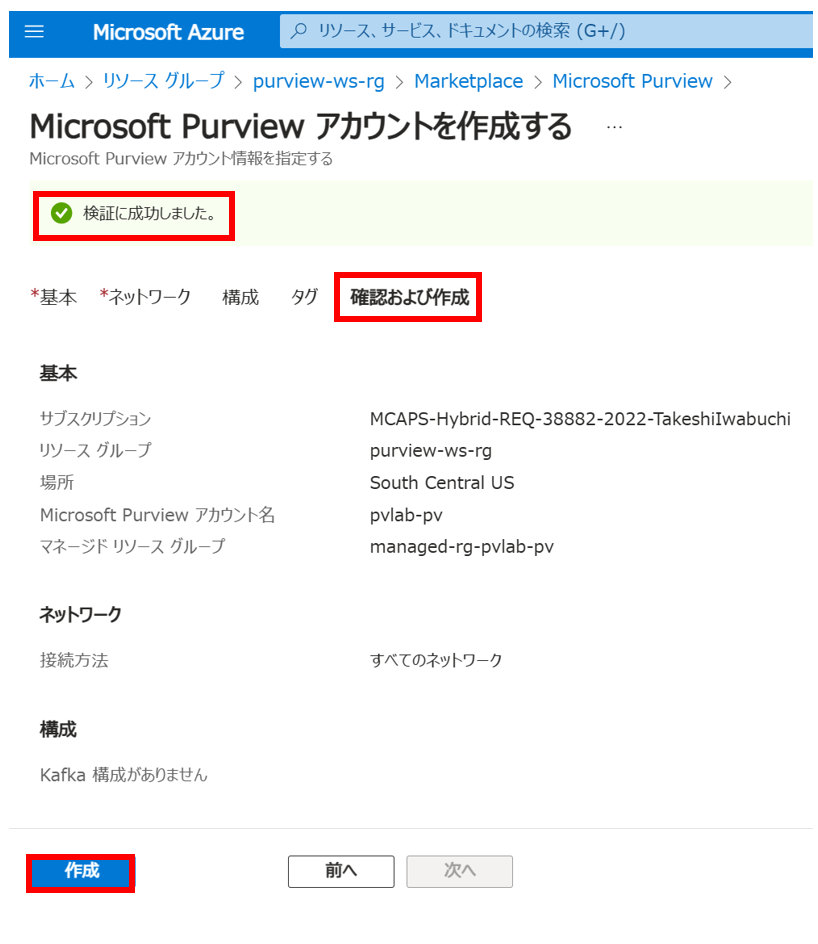 Microsoft Azure リソース、サービス、ドキュメントの検索 (G+/)
ホーム > リソース グループ > purview-ws-rg > Marketplace > Microsoft Purview >
Microsoft Purview アカウントを作成する ...
Microsoft Purview アカウント情報を指定する
検証に成功しました。
*基本 *ネットワーク 構成 タグ 確認および作成
基本
サブスクリプション MCAPS-Hybrid-REQ-38882-2022-TakeshiIwabuchi
リソース グループ purview-ws-rg
場所 South Central US
Microsoft Purview アカウント名 pvlab-pv
マネージド リソース グループ managed-rg-pvlab-pv
ネットワーク
接続方法 すべてのネットワーク
構成
Kafka 構成がありません
作成 前へ 次へ